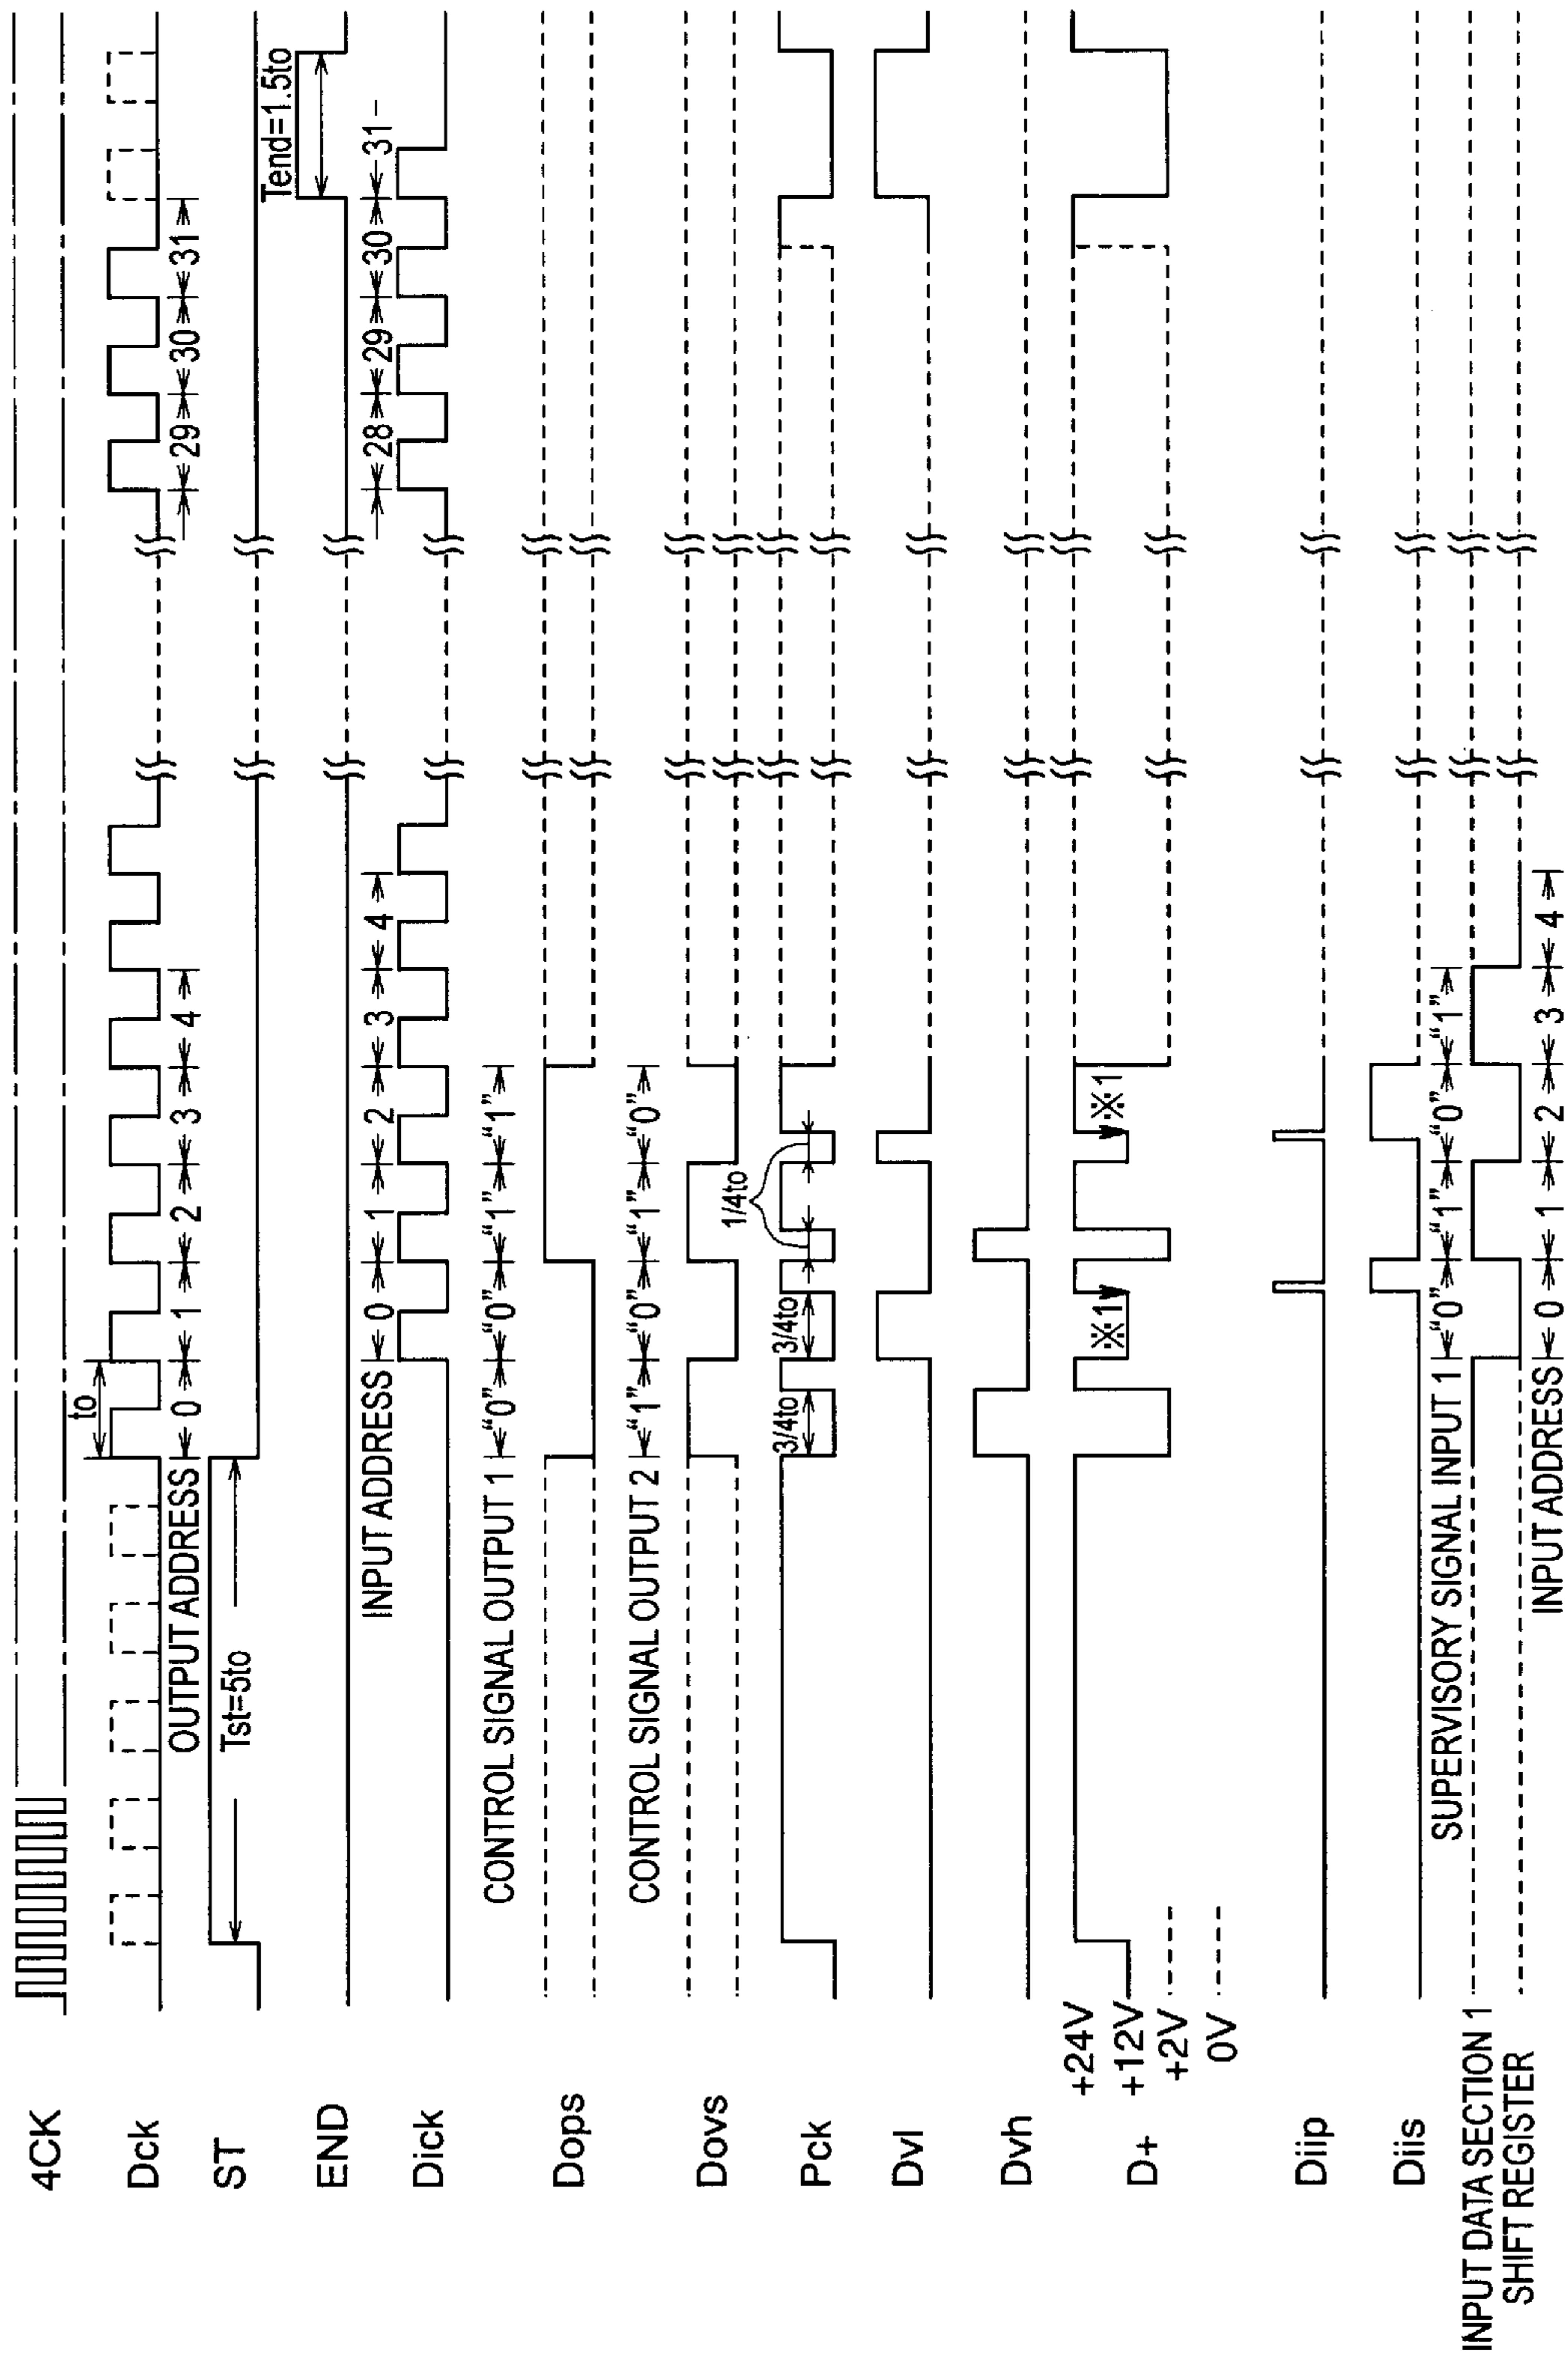 4CK
Dck
to
OUTPUT ADDRESS 0 1 2 3 4 29 30 31
ST
Tst=5to
END
Tend=1.5to
INPUT ADDRESS 0 1 2 3 4 28 29 30 31
Dick
CONTROL SIGNAL OUTPUT 1 "0" "0" "1" "1"
Dops
CONTROL SIGNAL OUTPUT 2 "1" "0" "1" "0"
Dovs
Pck
3/4to 3/4to 1/4to
Dvl
Dvh
D+
+24V
+12V
+2V
0V
※1 ※1
Diip
Diis
SUPERVISORY SIGNAL INPUT 1 "0" "1" "0" "1"
INPUT DATA SECTION 1
SHIFT REGISTER
INPUT ADDRESS 0 1 2 3 4